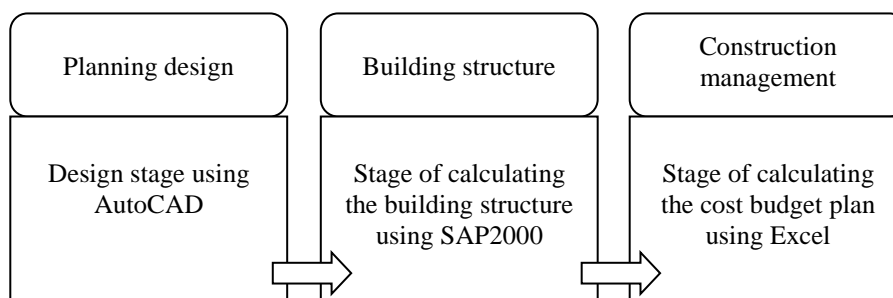 Planning design
Building structure
Construction
management
Design stage using
AutoCAD
Stage of calculating
the building structure
using SAP2000
Stage of calculating
the cost budget plan
using Excel